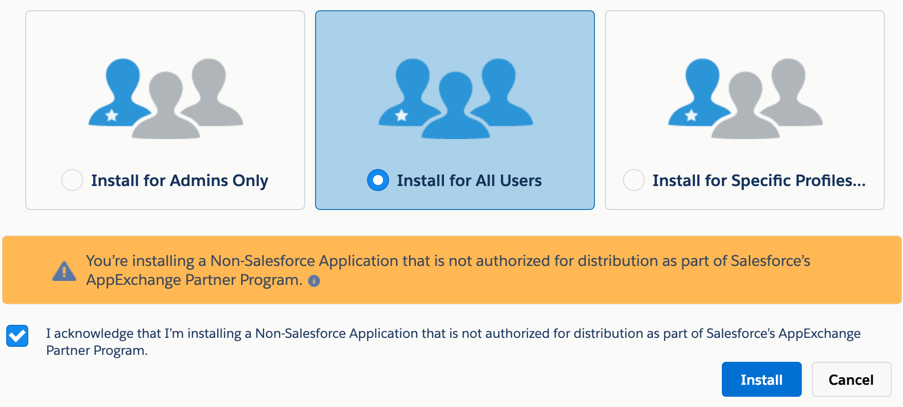 Install for Admins Only
Install for All Users
Install for Specific Profiles...
You’re installing a Non-Salesforce Application that is not authorized for distribution as part of Salesforce’s
AppExchange Partner Program.
I acknowledge that I’m installing a Non-Salesforce Application that is not authorized for distribution as part of Salesforce’s AppExchange
Partner Program.
Install
Cancel